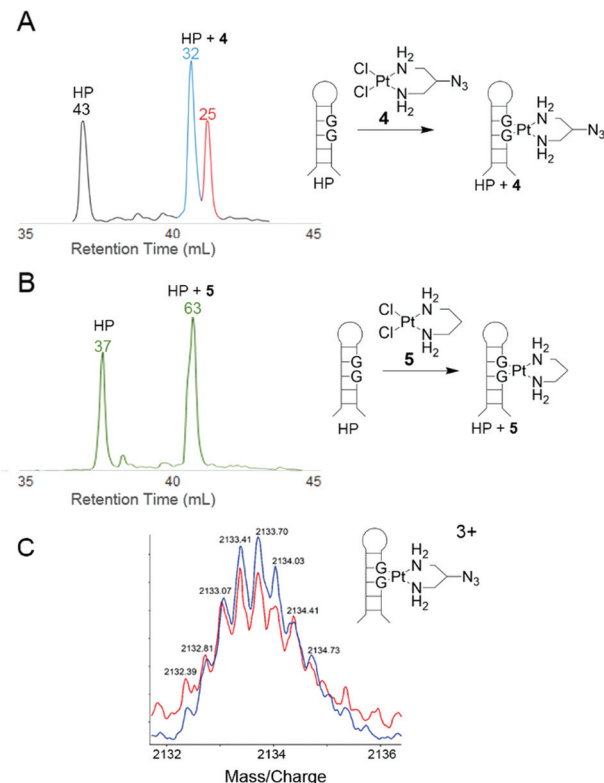 A
HP
43
HP + 4
32
25
35
40
45
Retention Time (mL)
G
G
HP
Cl
Cl
Pt
H2
N
N
H2
N3
4
G
G
Pt
H2
N
N
H2
N3
HP + 4
B
HP
37
HP + 5
63
35
40
45
Retention Time (mL)
G
G
HP
Cl
Cl
Pt
H2
N
N
H2
5
G
G
Pt
H2
N
N
H2
HP + 5
C
2133.70
2133.41
2134.03
2133.07
2134.41
2132.81
2134.73
2132.39
2132
2134
2136
Mass/Charge
G
G
Pt
NH2
N
H2
N3
3+